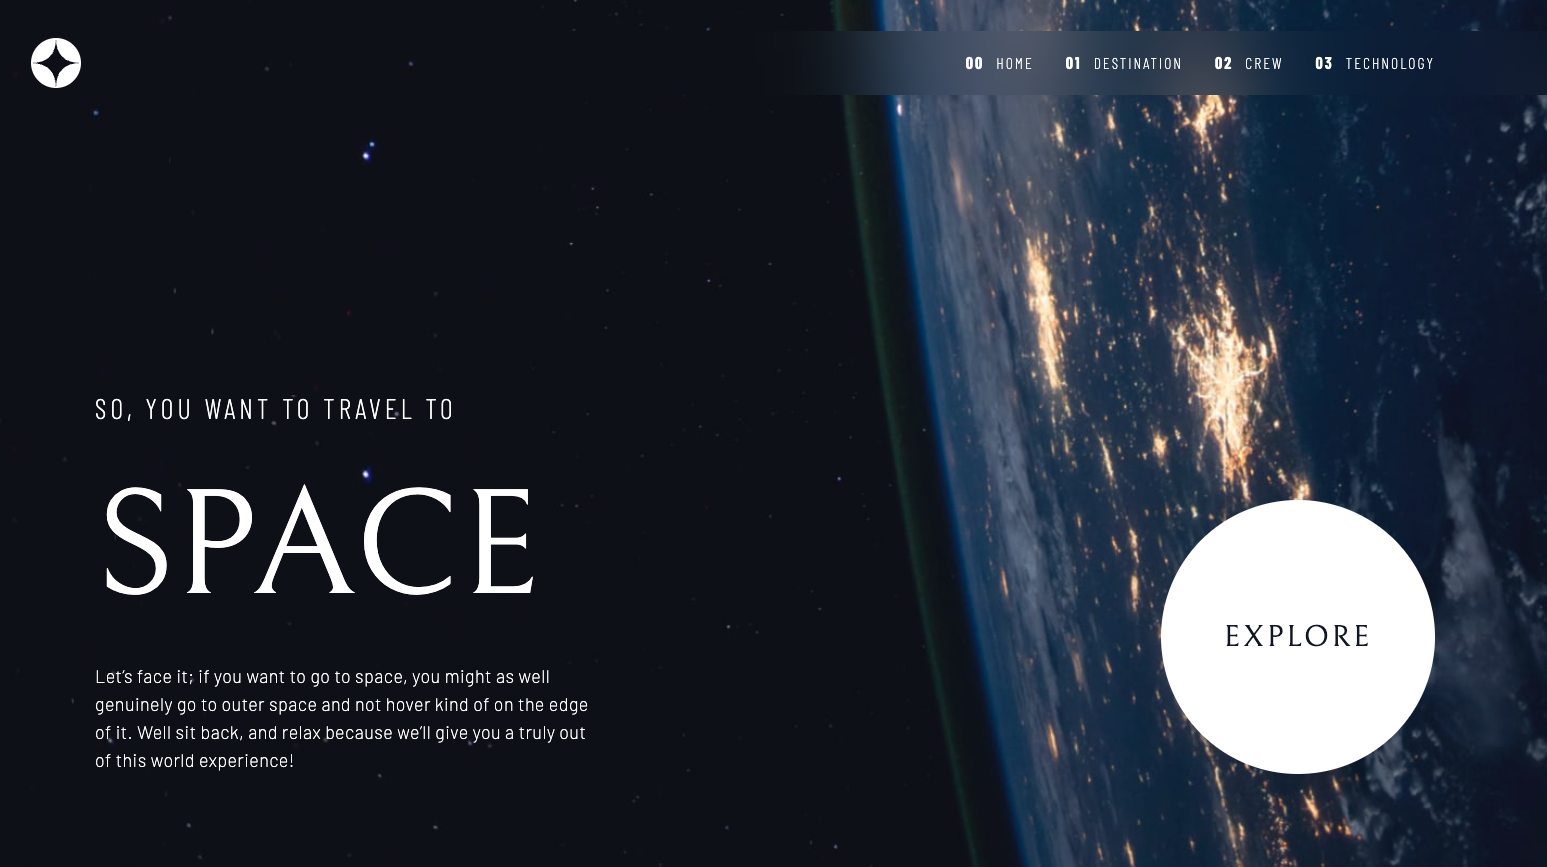 00 HOME 01 DESTINATION 02 CREW 03 TECHNOLOGY
SO, YOU WANT TO TRAVEL TO
SPACE
Let’s face it; if you want to go to space, you might as well
genuinely go to outer space and not hover kind of on the edge
of it. Well sit back, and relax because we’ll give you a truly out
of this world experience!
EXPLORE